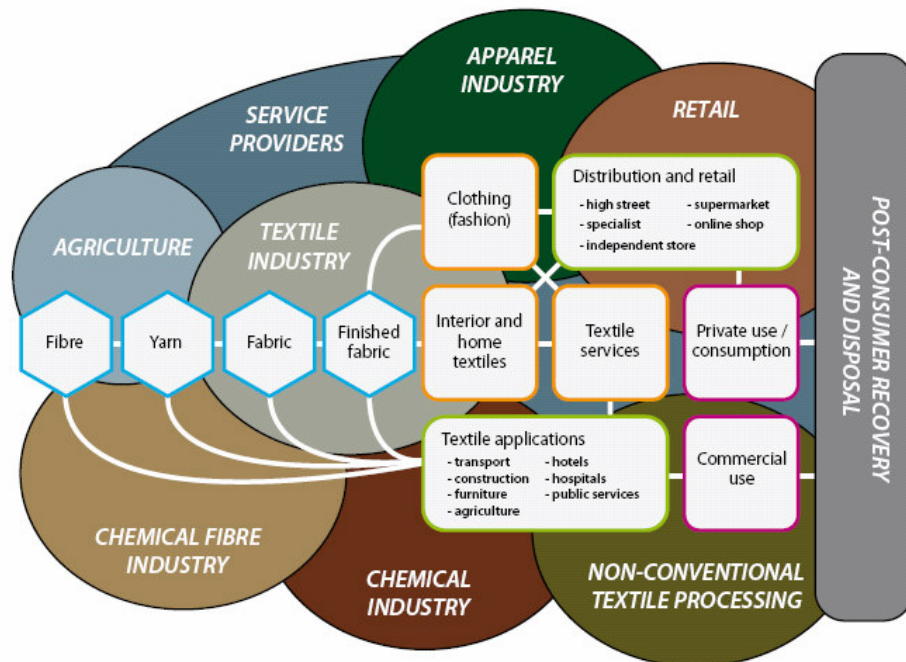 APPAREL
INDUSTRY
SERVICE
PROVIDERS
RETAIL
AGRICULTURE
TEXTILE
INDUSTRY
Clothing
(fashion)
Distribution and retail
- high street
- supermarket
- specialist
- online shop
- independent store
Fibre
Yarn
Fabric
Finished
fabric
Interior and
home
textiles
Textile
services
Private use /
consumption
Textile applications
- transport
- hotels
- construction
- hospitals
- furniture
- public services
- agriculture
Commercial
use
CHEMICAL FIBRE
INDUSTRY
CHEMICAL
INDUSTRY
NON-CONVENTIONAL
TEXTILE PROCESSING
POST-CONSUMER RECOVERY
AND DISPOSAL